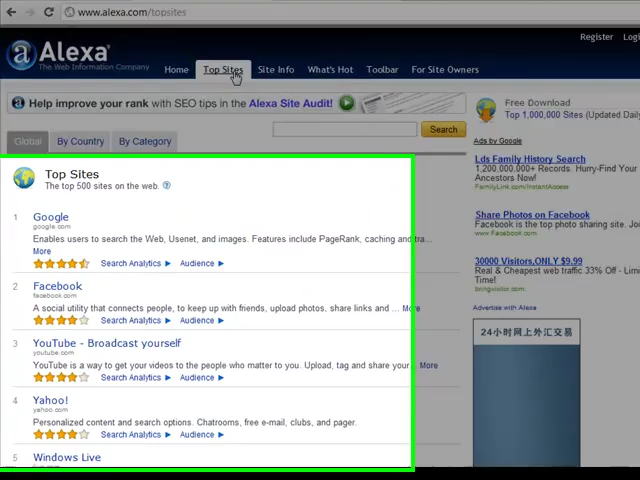 www.alexa.com/topsites
Register Logi
Alexa
The Web Information Company
Home Top Sites Site Info What's Hot Toolbar For Site Owners
Help improve your rank with SEO tips in the Alexa Site Audit!
Free Download
Top 1,000,000 Sites (Updated Daily
Search
Global By Country By Category
Ads by Google
Lds Family History Search
1,200,000,000+ Records. Hurry-Find Your
Ancestors Now!
FamilyLink.com/InstantAccess
Share Photos on Facebook
Facebook is the top photo sharing site. Joi
www.Facebook.com
30000 Visitors,ONLY $9.99
Real & Cheapest web traffic 33% Off - Limi
Time!
bringvisitor.com
Advertise with Alexa
24小时网上外汇交易
Top Sites
The top 500 sites on the web. ?
1 Google
google.com
Enables users to search the Web, Usenet, and images. Features include PageRank, caching and tra...
More
Search Analytics Audience
2 Facebook
facebook.com
A social utility that connects people, to keep up with friends, upload photos, share links and ... More
Search Analytics Audience
3 YouTube - Broadcast yourself
youtube.com
YouTube is a way to get your videos to the people who matter to you. Upload, tag and share your... More
Search Analytics Audience
4 Yahoo!
yahoo.com
Personalized content and search options. Chatrooms, free e-mail, clubs, and pager.
Search Analytics Audience
5 Windows Live